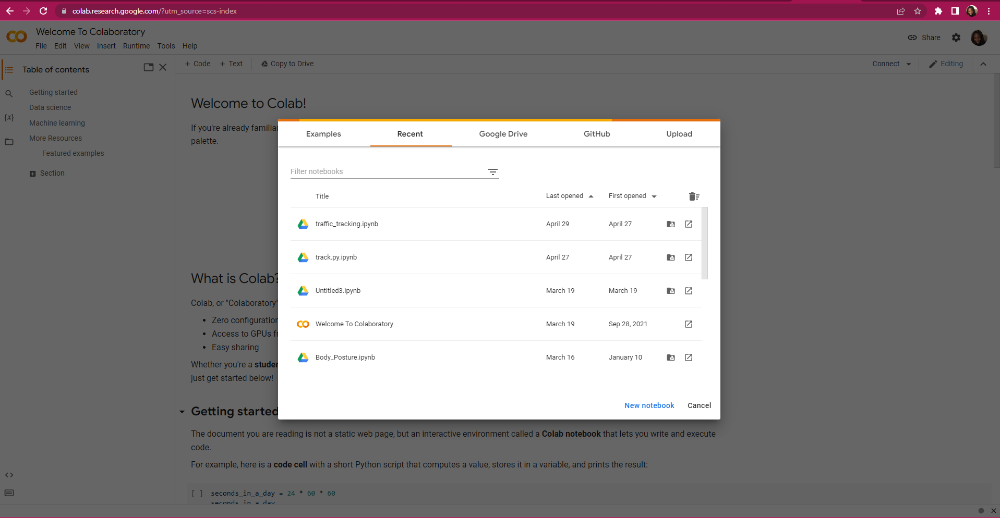 colab.research.google.com/?utm_source=scs-index
Welcome To Colaboratory
File Edit View Insert Runtime Tools Help
Share
Table of contents
Getting started
Data science
Machine learning
More Resources
Featured examples
Section
+ Code + Text Copy to Drive
Connect Editing
Welcome to Colab!
If you're already familiar
palette.
What is Colab?
Colab, or "Colaboratory"
• Zero configuration
• Access to GPUs
• Easy sharing
Whether you're a
just get started below!
Examples Recent Google Drive GitHub Upload
Filter notebooks
Title Last opened First opened
traffic_tracking.ipynb April 29 April 27
track.py.ipynb April 27 April 27
Untitled3.ipynb March 19 March 19
Welcome To Colaboratory March 19 Sep 28, 2021
Body_Posture.ipynb March 16 January 10
New notebook Cancel
Getting started
The document you are reading is not a static web page, but an interactive environment called a Colab notebook that lets you write and execute
code.
For example, here is a code cell with a short Python script that computes a value, stores it in a variable, and prints the result:
[ ] seconds_in_a_day = 24 * 60 * 60
seconds_in_a_day